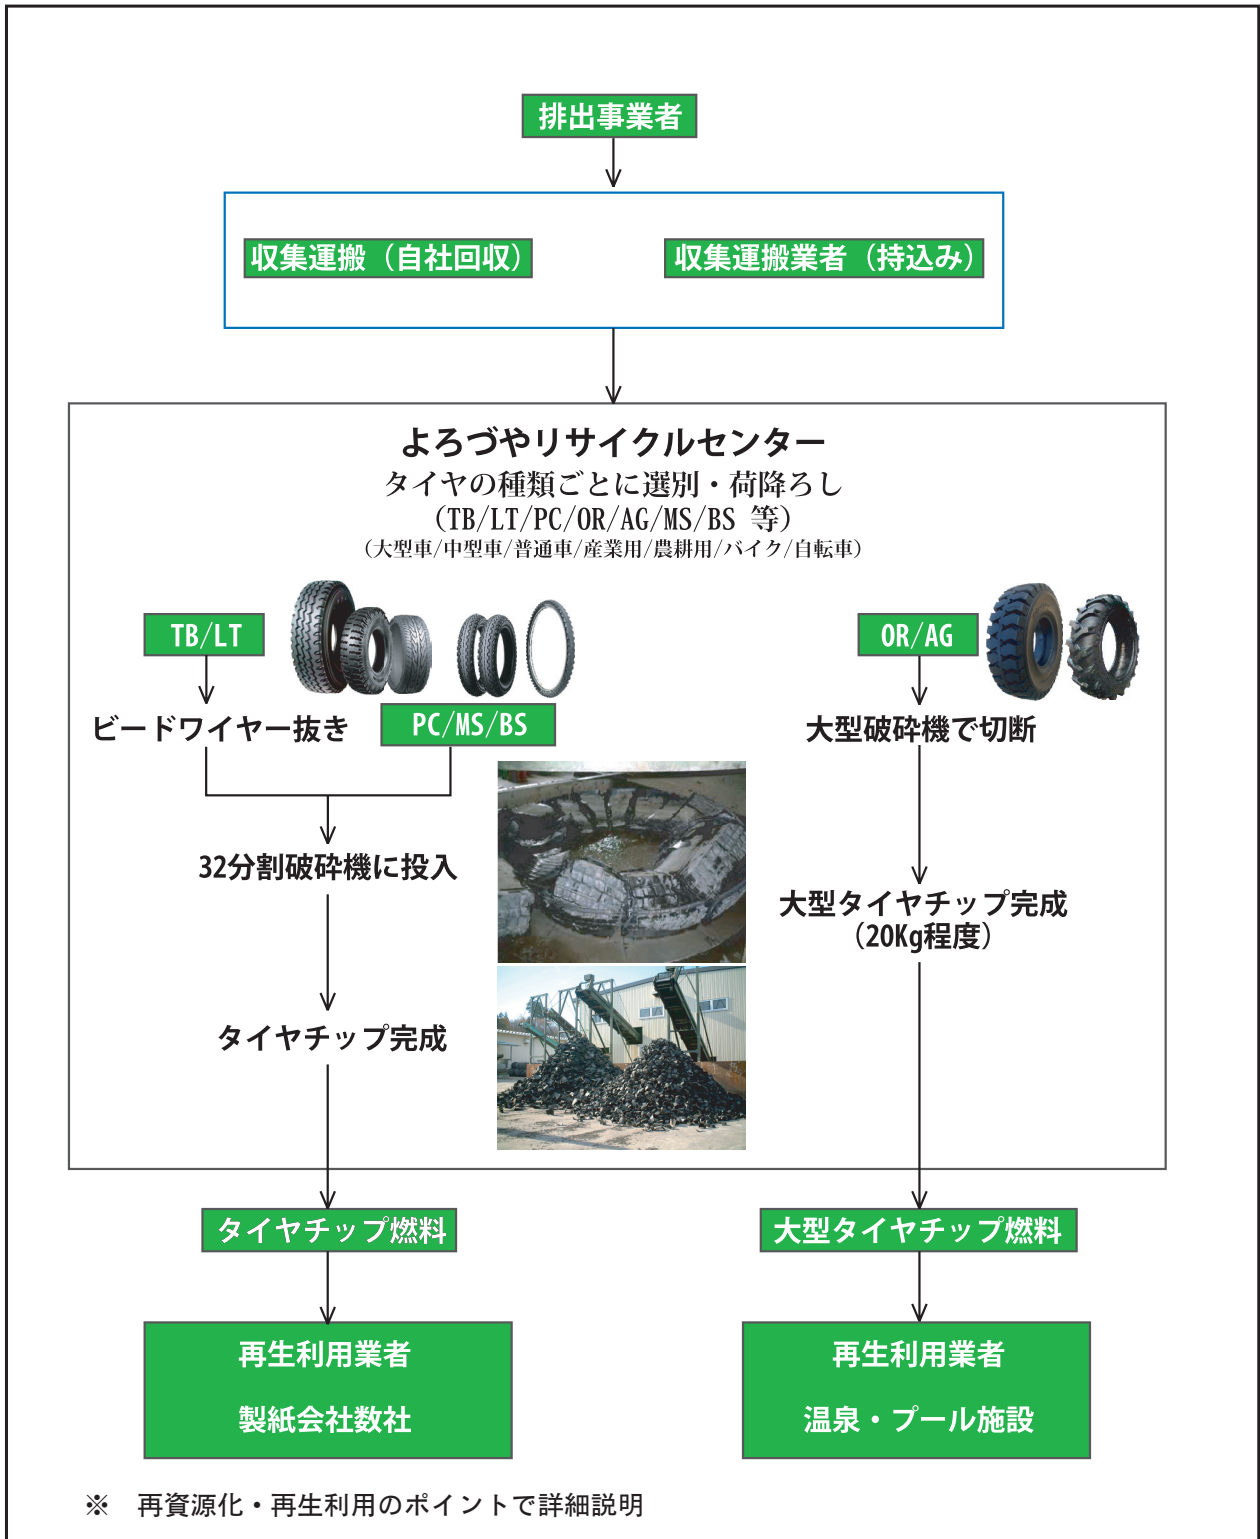 排出事業者
収集運搬（自社回収）
収集運搬業者（持込み）
よろづやリサイクルセンター
タイヤの種類ごとに選別・荷降ろし
（TB/LT/PC/OR/AG/MS/BS 等）
（大型車/中型車/普通車/産業用/農耕用/バイク/自転車）
TB/LT
ビードワイヤー抜き
PC/MS/BS
32分割破砕機に投入
タイヤチップ完成
OR/AG
大型破砕機で切断
大型タイヤチップ完成
（20Kg程度）
タイヤチップ燃料
大型タイヤチップ燃料
再生利用業者
製紙会社数社
再生利用業者
温泉・プール施設
※　再資源化・再生利用のポイントで詳細説明